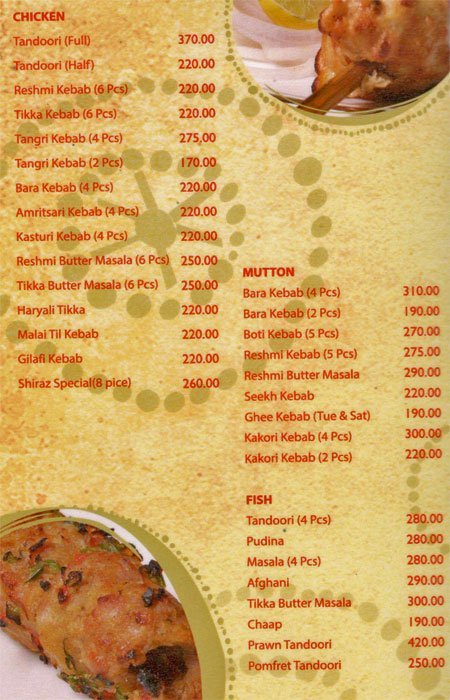 CHICKEN
Tandoori (Full) 370.00
Tandoori (Half) 220.00
Reshmi Kebab (6 Pcs) 220.00
Tikka Kebab (6 Pcs) 220.00
Tangri Kebab (4 Pcs) 275,00
Tangri Kebab (2 Pcs) 170.00
Bara Kebab (4 Pcs) 220.00
Amritsari Kebab (4 Pcs) 220.00
Kasturi Kebab (4 Pcs) 220.00
Reshmi Butter Masala (6 Pcs) 250.00
Tikka Butter Masala (6 Pcs) 250.00
Haryali Tikka 220.00
Malai Til Kebab 220.00
Gilafi Kebab 220.00
Shiraz Special(8 pice) 260.00
MUTTON
Bara Kebab (4 Pcs) 310.00
Bara Kebab (2 Pcs) 190.00
Boti Kebab (5 Pcs) 270.00
Reshmi Kebab (5 Pcs) 275.00
Reshmi Butter Masala 290.00
Seekh Kebab 220.00
Ghee Kebab (Tue & Sat) 190.00
Kakori Kebab (4 Pcs) 300.00
Kakori Kebab (2 Pcs) 220.00
FISH
Tandoori (4 Pcs) 280.00
Pudina 280.00
Masala (4 Pcs) 280.00
Afghani 290.00
Tikka Butter Masala 300.00
Chaap 190.00
Prawn Tandoori 420.00
Pomfret Tandoori 250.00